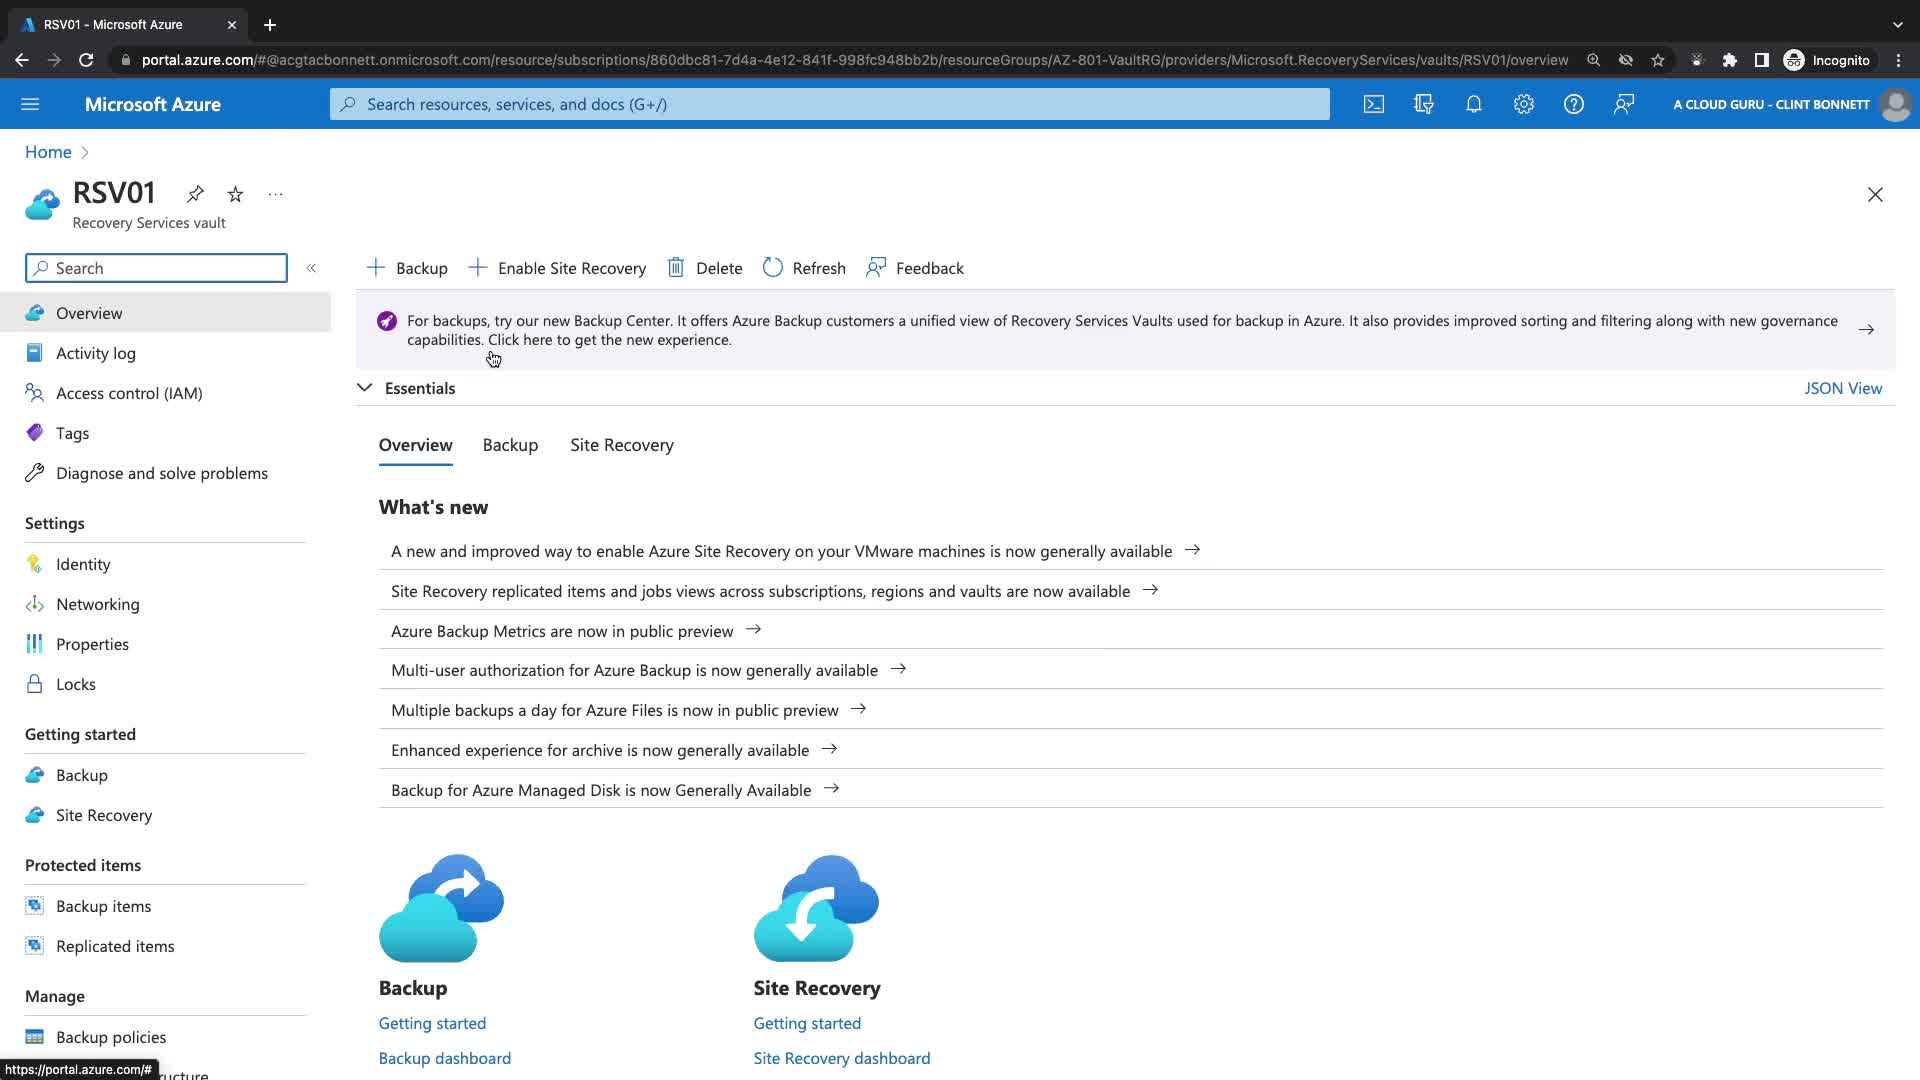 RSV01 - Microsoft Azure
portal.azure.com/#@acgtacbonnett.onmicrosoft.com/resource/subscriptions/860dbc81-7d4a-4e12-841f-998fc948bb2b/resourceGroups/AZ-801-VaultRG/providers/Microsoft.RecoveryServices/vaults/RSV01/overview
Incognito
Microsoft Azure
Search resources, services, and docs (G+/)
A CLOUD GURU - CLINT BONNETT
Home
RSV01
Recovery Services vault
Search
Backup
Enable Site Recovery
Delete
Refresh
Feedback
For backups, try our new Backup Center. It offers Azure Backup customers a unified view of Recovery Services Vaults used for backup in Azure. It also provides improved sorting and filtering along with new governance
capabilities. Click here to get the new experience.
Essentials
JSON View
Overview
Activity log
Access control (IAM)
Tags
Diagnose and solve problems
Settings
Identity
Networking
Properties
Locks
Getting started
Backup
Site Recovery
Protected items
Backup items
Replicated items
Manage
Backup policies
https://portal.azure.com/#
Overview
Backup
Site Recovery
What's new
A new and improved way to enable Azure Site Recovery on your VMware machines is now generally available
Site Recovery replicated items and jobs views across subscriptions, regions and vaults are now available
Azure Backup Metrics are now in public preview
Multi-user authorization for Azure Backup is now generally available
Multiple backups a day for Azure Files is now in public preview
Enhanced experience for archive is now generally available
Backup for Azure Managed Disk is now Generally Available
Backup
Getting started
Backup dashboard
Site Recovery
Getting started
Site Recovery dashboard